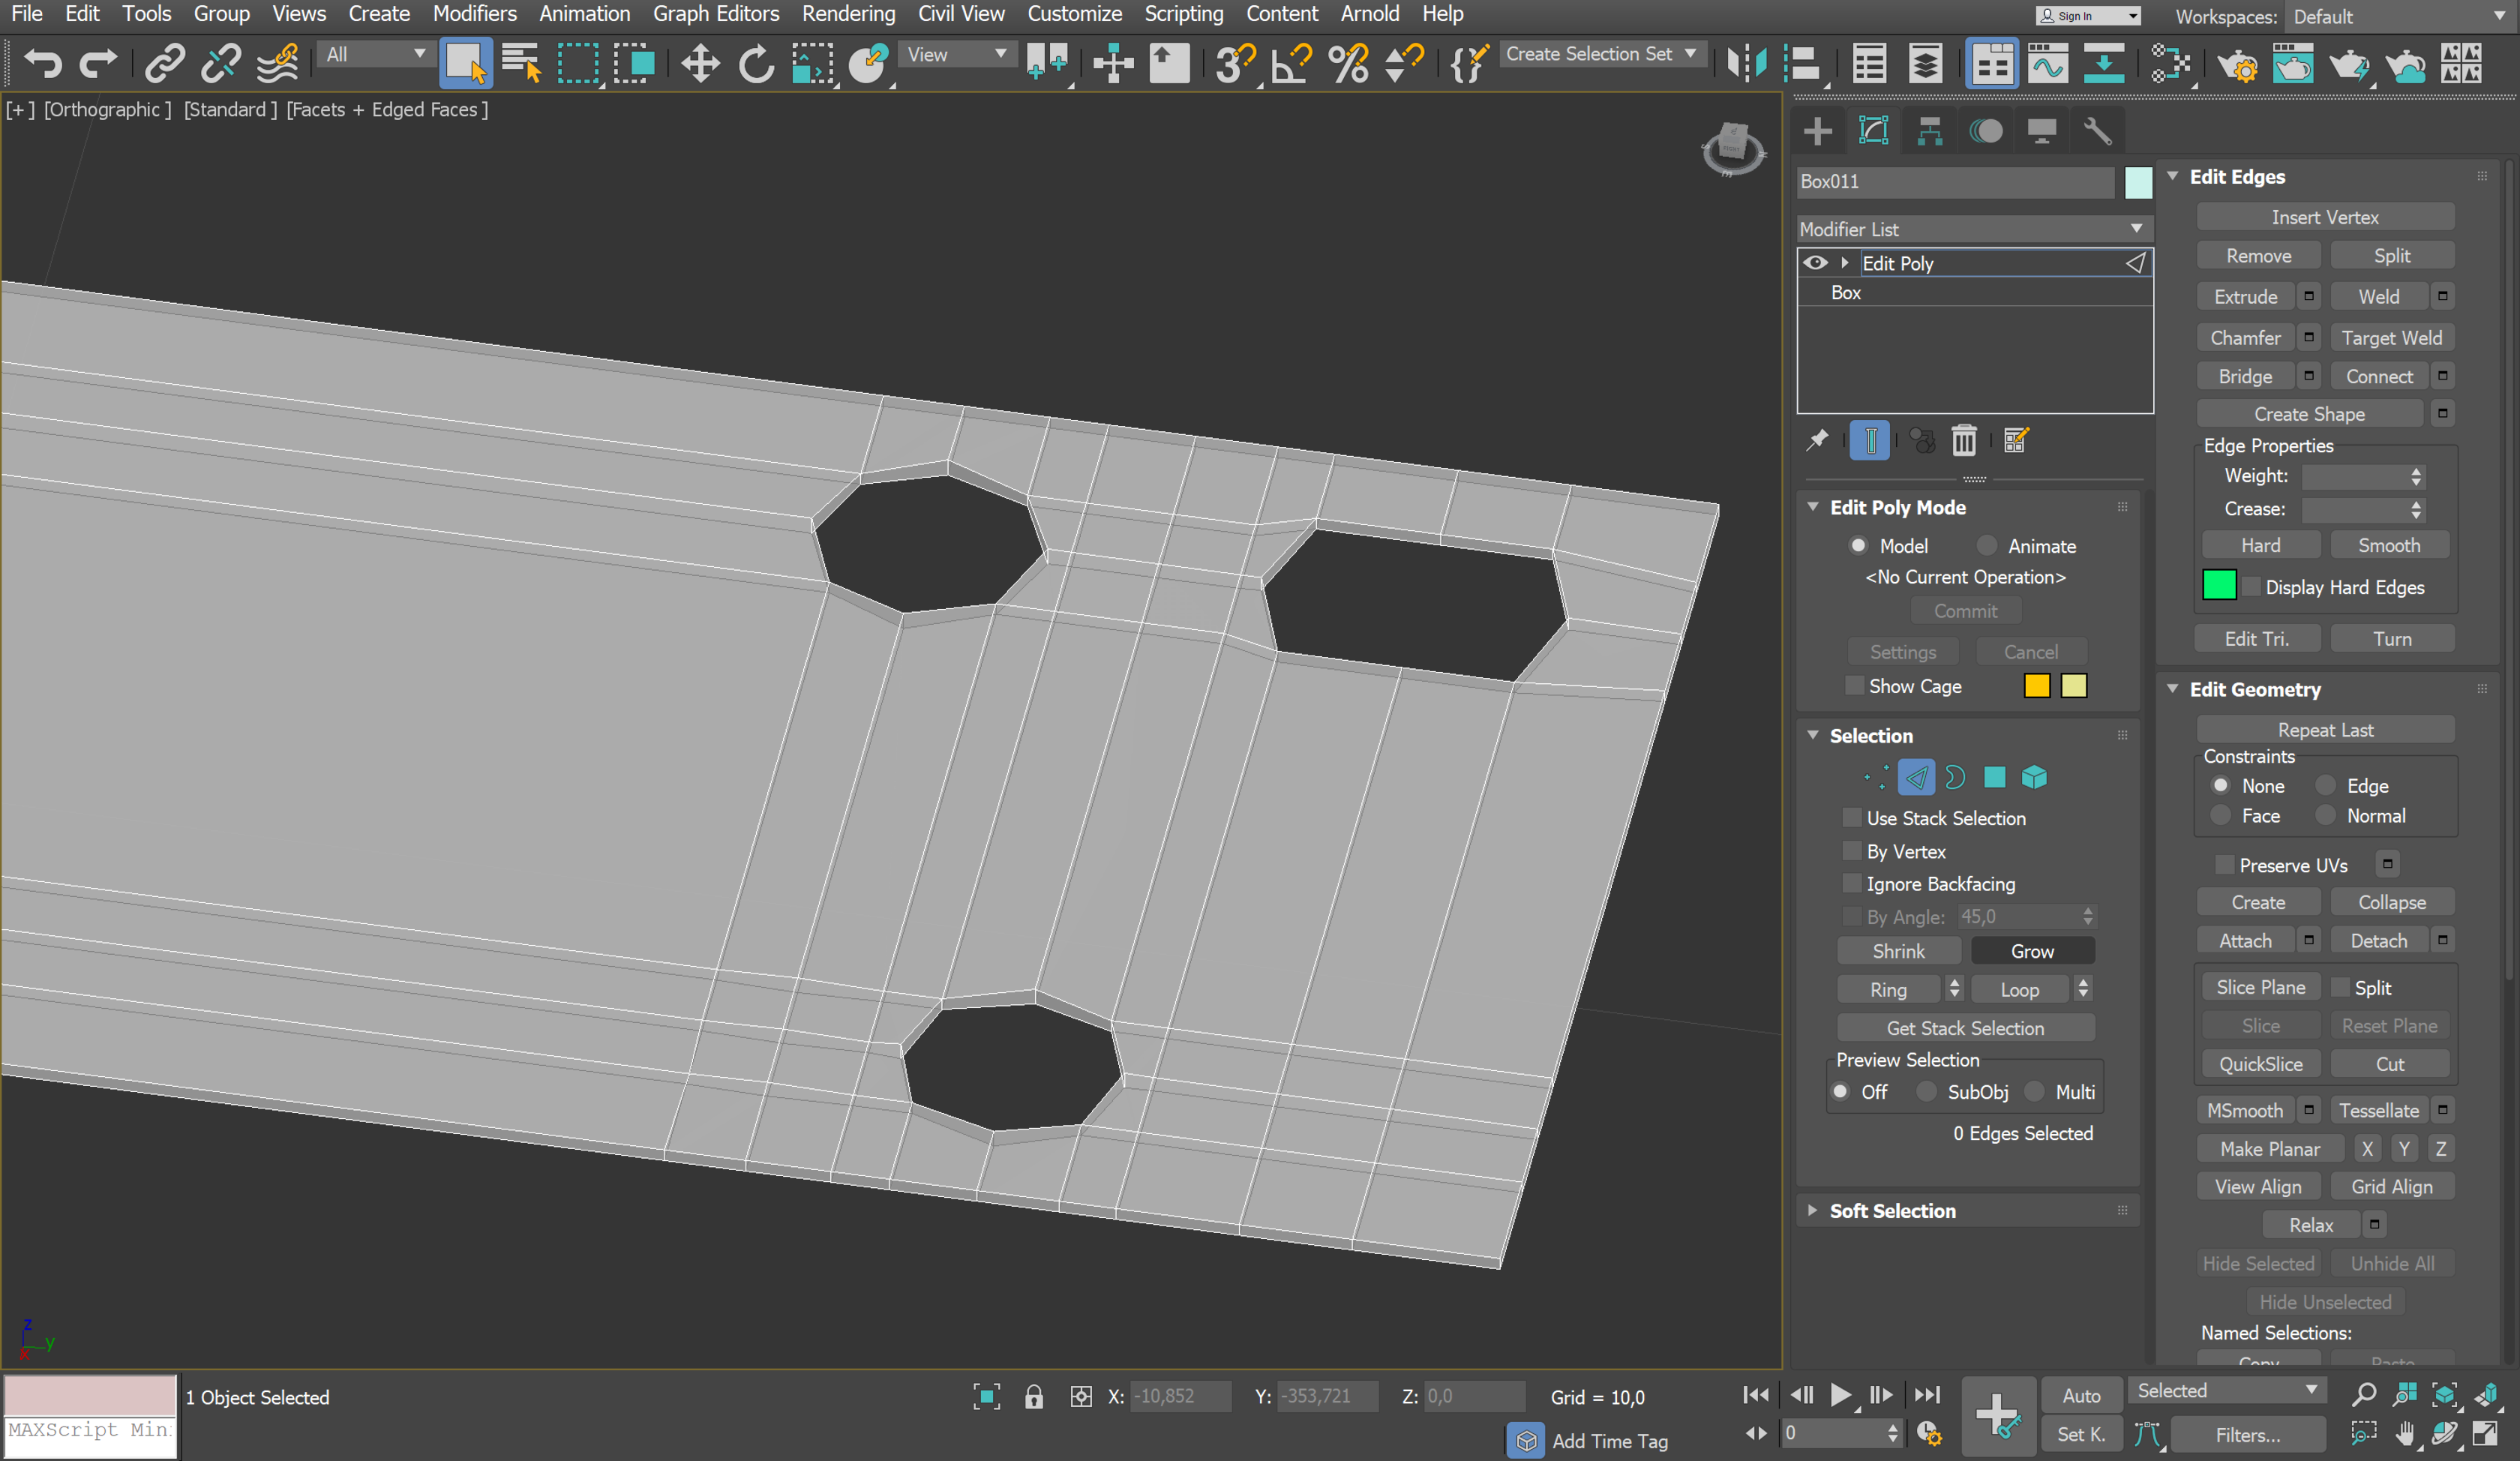 File Edit Tools Group Views Create Modifiers Animation Graph Editors Rendering Civil View Customize Scripting Content Arnold Help
Sign In
Workspaces: Default
All
View
Create Selection Set
[+] [Orthographic] [Standard] [Facets + Edged Faces]
Box011
Modifier List
Edit Poly
Box
Edit Poly Mode
Model Animate
<No Current Operation>
Commit
Settings Cancel
Show Cage
Selection
Use Stack Selection
By Vertex
Ignore Backfacing
By Angle: 45,0
Shrink Grow
Ring Loop
Get Stack Selection
Preview Selection
Off SubObj Multi
0 Edges Selected
Soft Selection
Edit Edges
Insert Vertex
Remove Split
Extrude Weld
Chamfer Target Weld
Bridge Connect
Create Shape
Edge Properties
Weight:
Crease:
Hard Smooth
Display Hard Edges
Edit Tri. Turn
Edit Geometry
Repeat Last
Constraints
None Edge
Face Normal
Preserve UVs
Create Collapse
Attach Detach
Slice Plane Split
Slice Reset Plane
QuickSlice Cut
MSmooth Tessellate
Make Planar X Y Z
View Align Grid Align
Relax
Hide Selected Unhide All
Hide Unselected
Named Selections:
Copy Paste
z
y
x
1 Object Selected
MAXScript Min
X: -10,852 Y: -353,721 Z: 0,0 Grid = 10,0
Add Time Tag
0
Auto Selected
Set K. Filters...